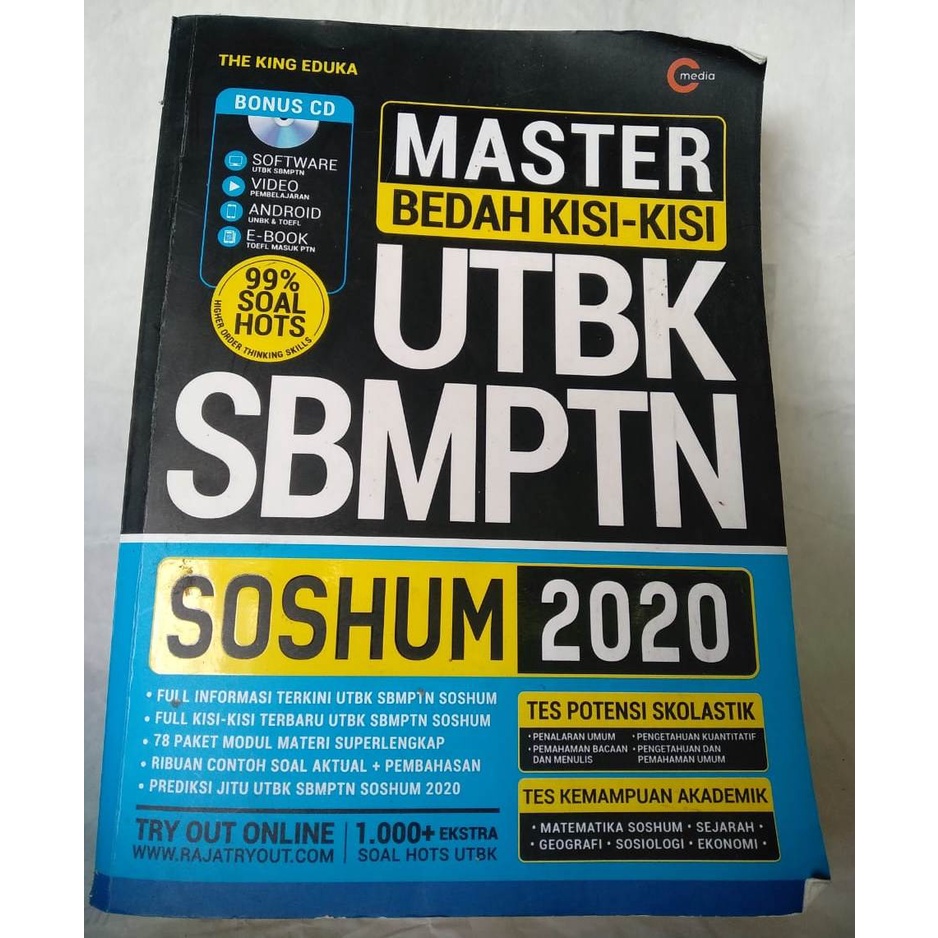 THE KING EDUKA
C media
BONUS CD
SOFTWARE
UTBK SBMPTN
VIDEO
PEMBELAJARAN
ANDROID
UNBK & TOEFL
E-BOOK
TOEFL MASUK PTN
99%
SOAL
HOTS
HIGHER ORDER THINKING SKILLS
MASTER
BEDAH KISI-KISI
UTBK
SBMPTN
SOSHUM 2020
• FULL INFORMASI TERKINI UTBK SBMPTN SOSHUM
• FULL KISI-KISI TERBARU UTBK SBMPTN SOSHUM
• 78 PAKET MODUL MATERI SUPERLENGKAP
• RIBUAN CONTOH SOAL AKTUAL + PEMBAHASAN
• PREDIKSI JITU UTBK SBMPTN SOSHUM 2020
TRY OUT ONLINE
WWW.RAJATRYOUT.COM
1.000+ EKSTRA
SOAL HOTS UTBK
TES POTENSI SKOLASTIK
• PENALARAN UMUM
• PEMAHAMAN BACAAN
DAN MENULIS
• PENGETAHUAN KUANTITATIF
• PENGETAHUAN DAN
PEMAHAMAN UMUM
TES KEMAMPUAN AKADEMIK
• MATEMATIKA SOSHUM • SEJARAH •
• GEOGRAFI • SOSIOLOGI • EKONOMI •